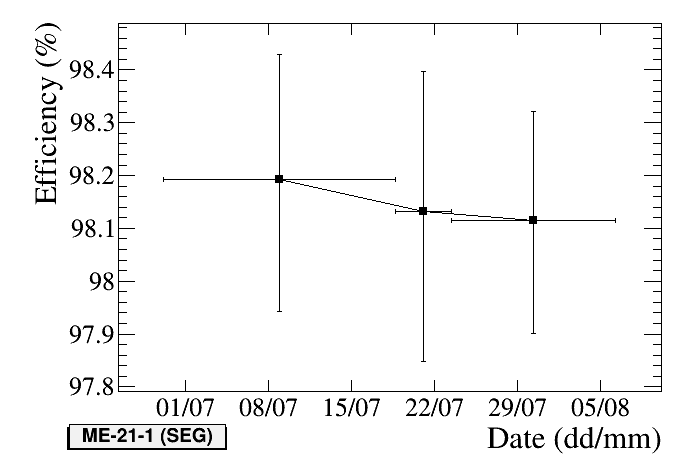 Efficiency (%)
98.4
98.3
98.2
98.1
98
97.9
97.8
01/07 08/07 15/07 22/07 29/07 05/08
ME-21-1 (SEG)
Date (dd/mm)